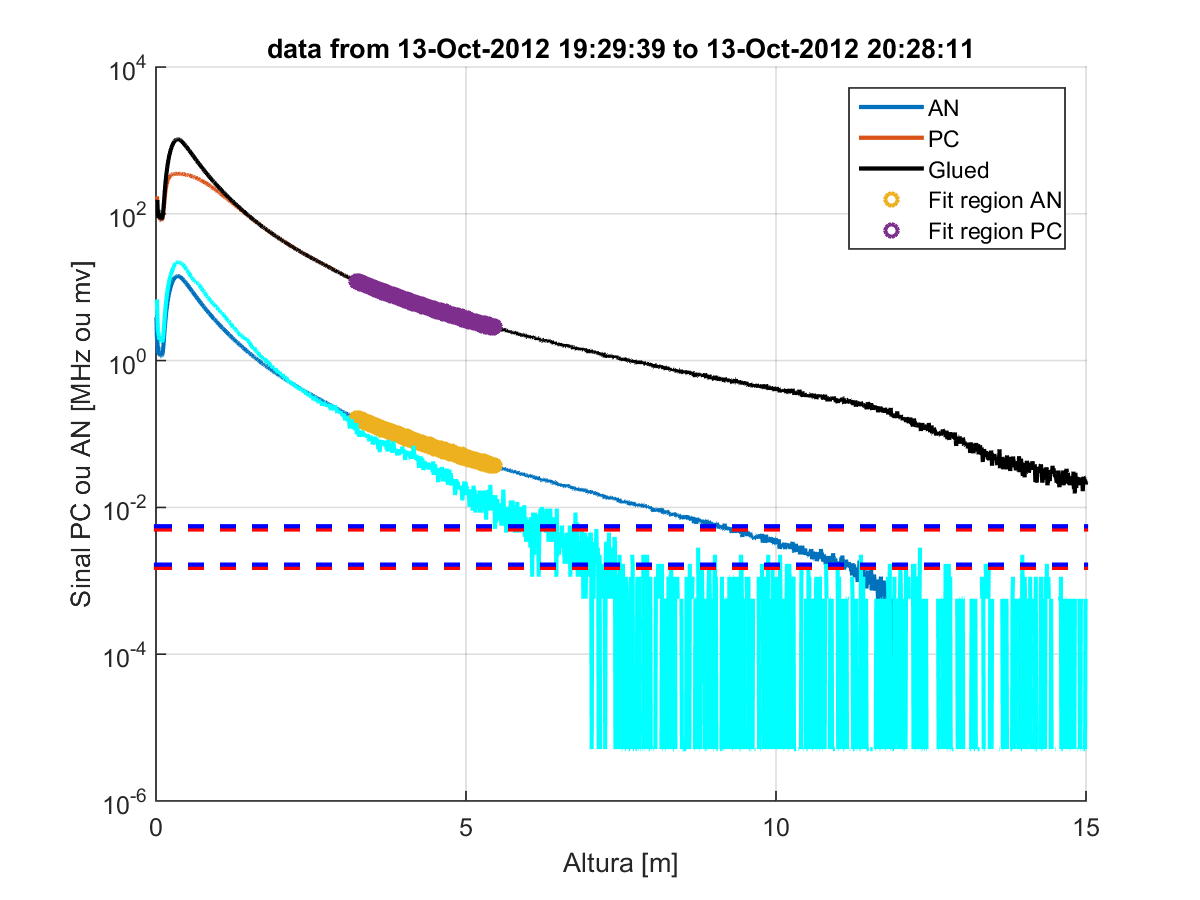 data from 13-Oct-2012 19:29:39 to 13-Oct-2012 20:28:11
10^4
10^2
10^0
10^-2
10^-4
10^-6
Sinal PC ou AN [MHz ou mv]
AN
PC
Glued
Fit region AN
Fit region PC
0
5
10
15
Altura [m]